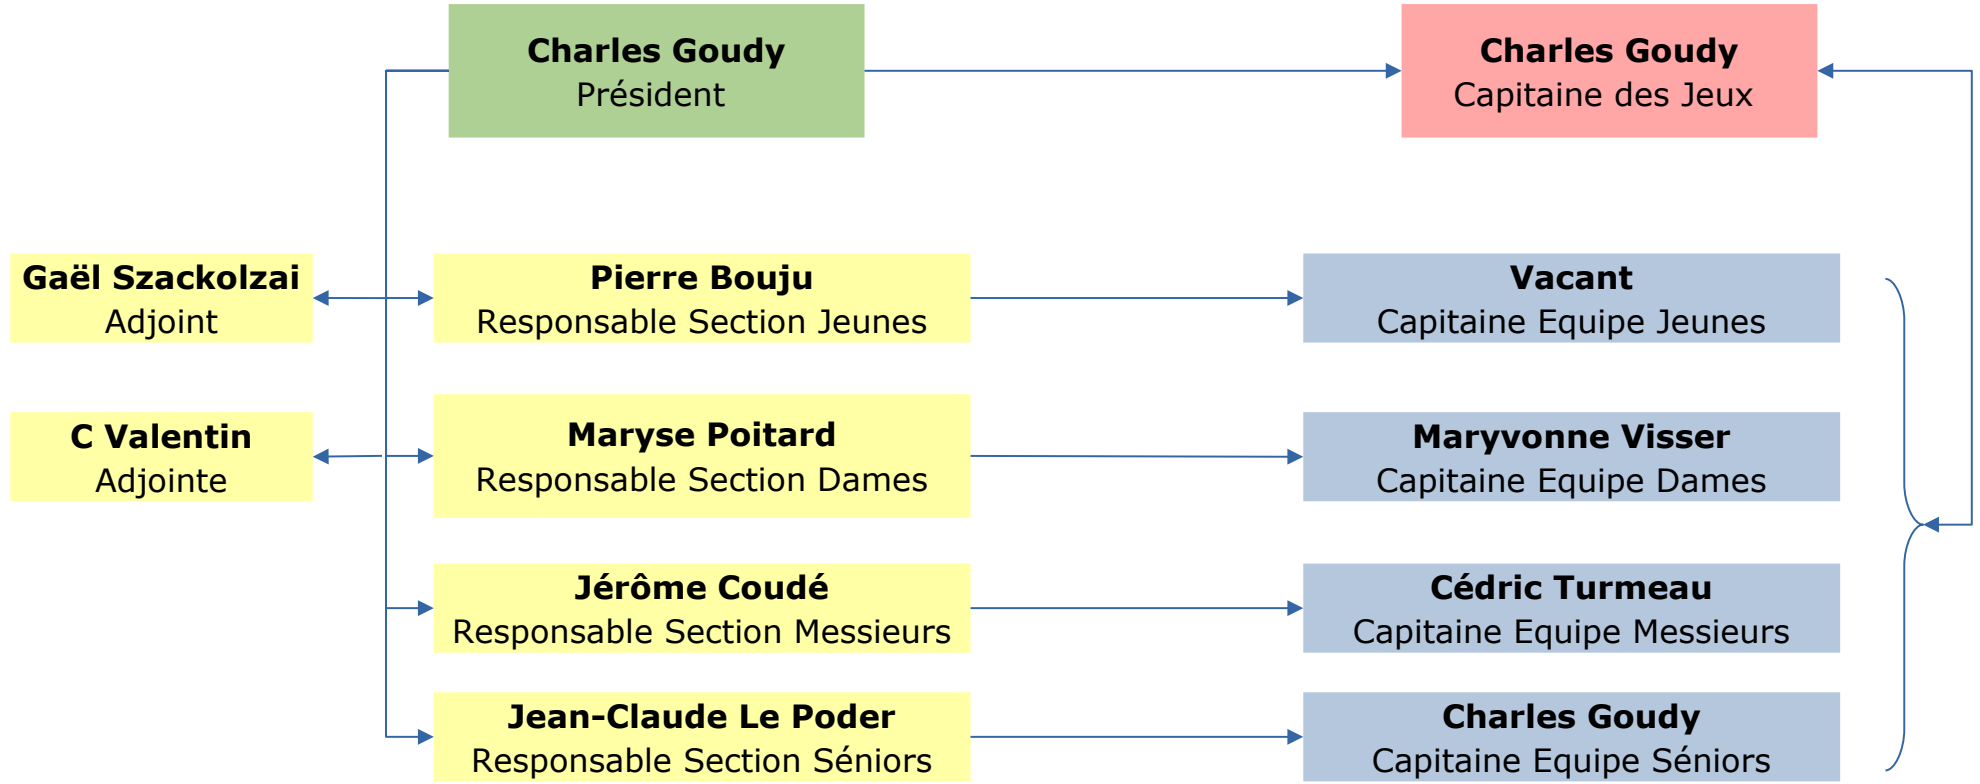 Charles Goudy
Président
Charles Goudy
Capitaine des Jeux
Gaël Szackolzai
Adjoint
Pierre Bouju
Responsable Section Jeunes
Vacant
Capitaine Equipe Jeunes
C Valentin
Adjointe
Maryse Poitard
Responsable Section Dames
Maryvonne Visser
Capitaine Equipe Dames
Jérôme Coudé
Responsable Section Messieurs
Cédric Turmeau
Capitaine Equipe Messieurs
Jean-Claude Le Poder
Responsable Section Séniors
Charles Goudy
Capitaine Equipe Séniors